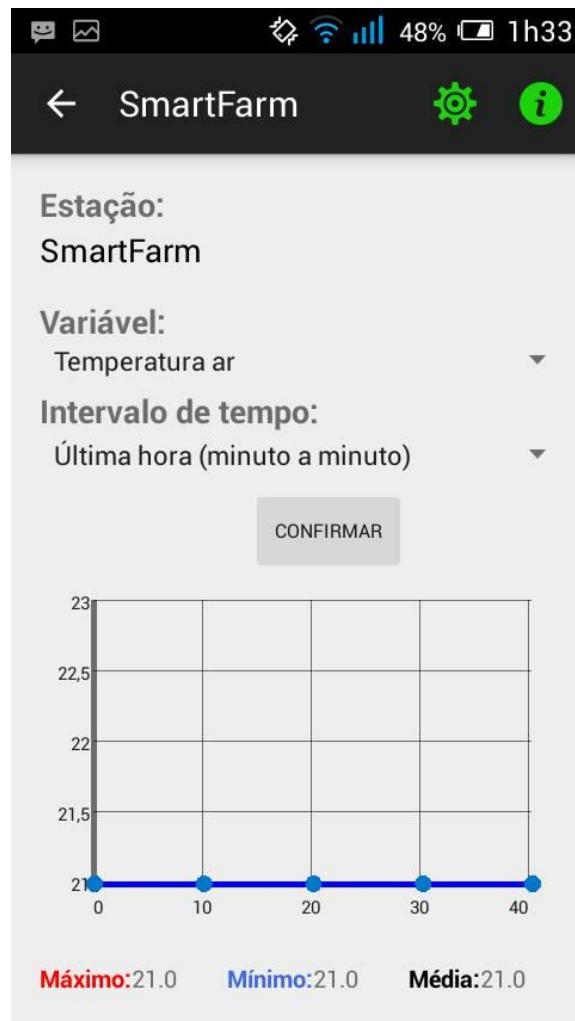 48% 1h33
SmartFarm
Estação:
SmartFarm
Variável:
Temperatura ar
Intervalo de tempo:
Última hora (minuto a minuto)
CONFIRMAR
23
22,5
22
21,5
21
0 10 20 30 40
Máximo:21.0 Mínimo:21.0 Média:21.0